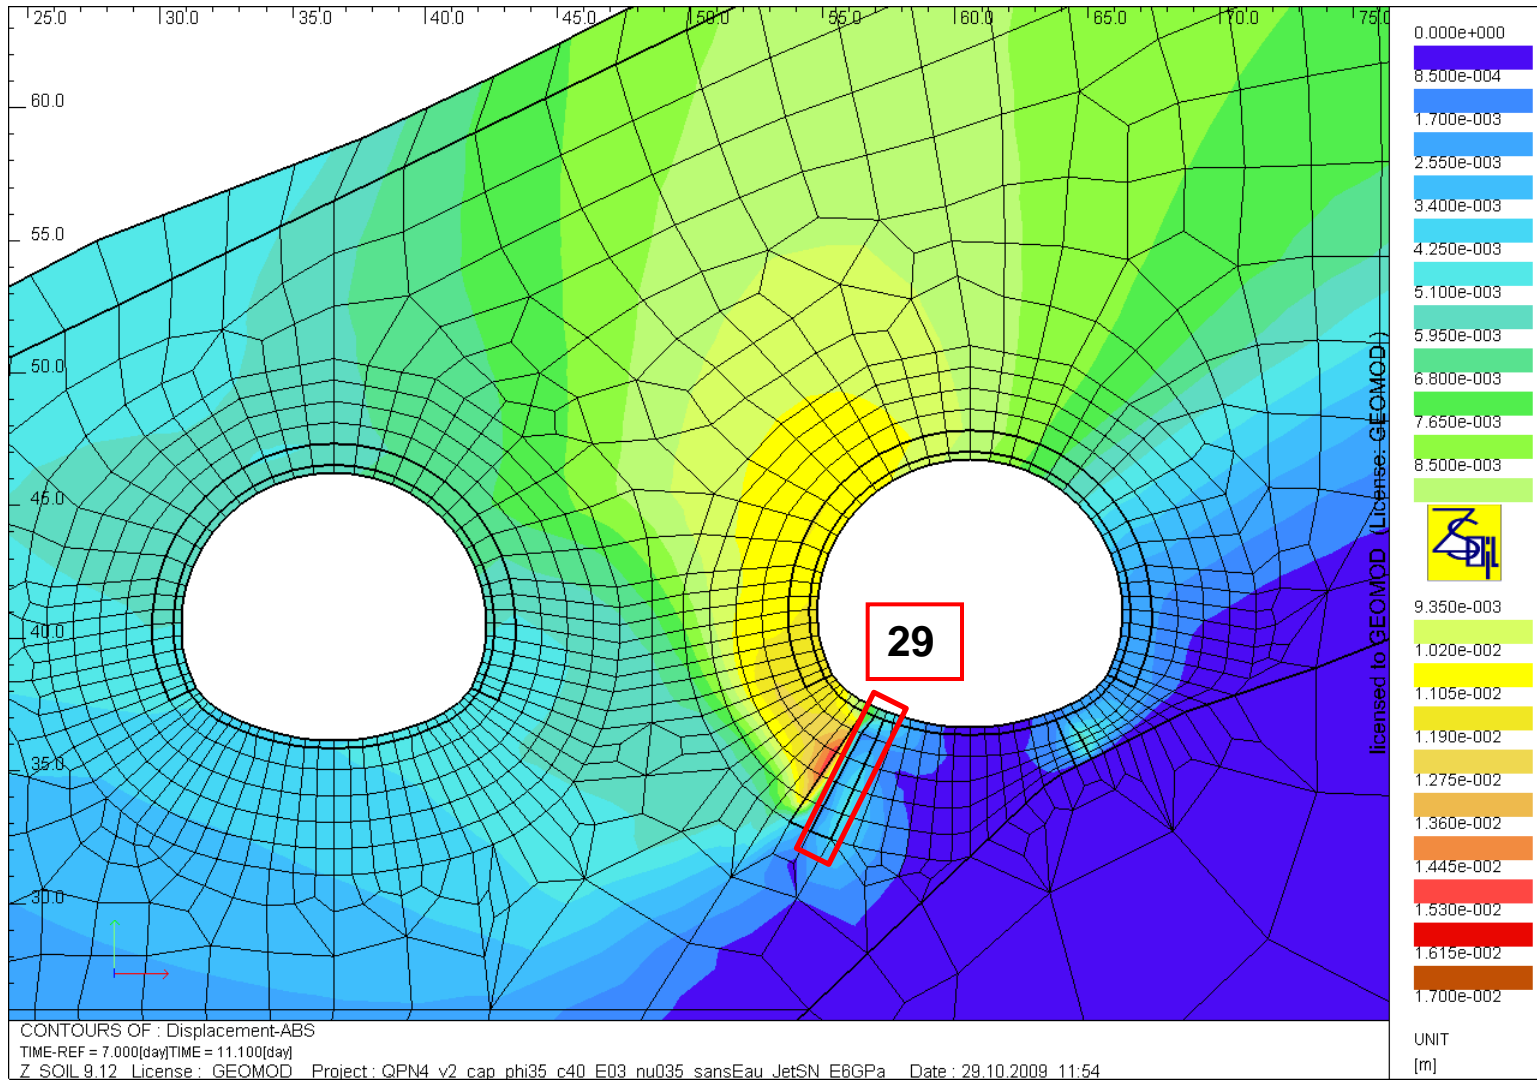 25.0 30.0 35.0 40.0 45.0 50.0 55.0 60.0 65.0 70.0 75.0
60.0
55.0
50.0
45.0
40.0
35.0
30.0
29
licensed to GEOMOD (License: GEOMOD)
0.000e+000
8.500e-004
1.700e-003
2.550e-003
3.400e-003
4.250e-003
5.100e-003
5.950e-003
6.800e-003
7.650e-003
8.500e-003
ZSOIL
9.350e-003
1.020e-002
1.105e-002
1.190e-002
1.275e-002
1.360e-002
1.445e-002
1.530e-002
1.615e-002
1.700e-002
UNIT
[m]
CONTOURS OF : Displacement-ABS
TIME-REF = 7.000[day]TIME = 11.100[day]
Z_SOIL 9.12 License : GEOMOD Project : QPN4_v2_cap_phi35_c40_E03_nu035_sansEau_JetSN_E6GPa Date : 29.10.2009 11:54